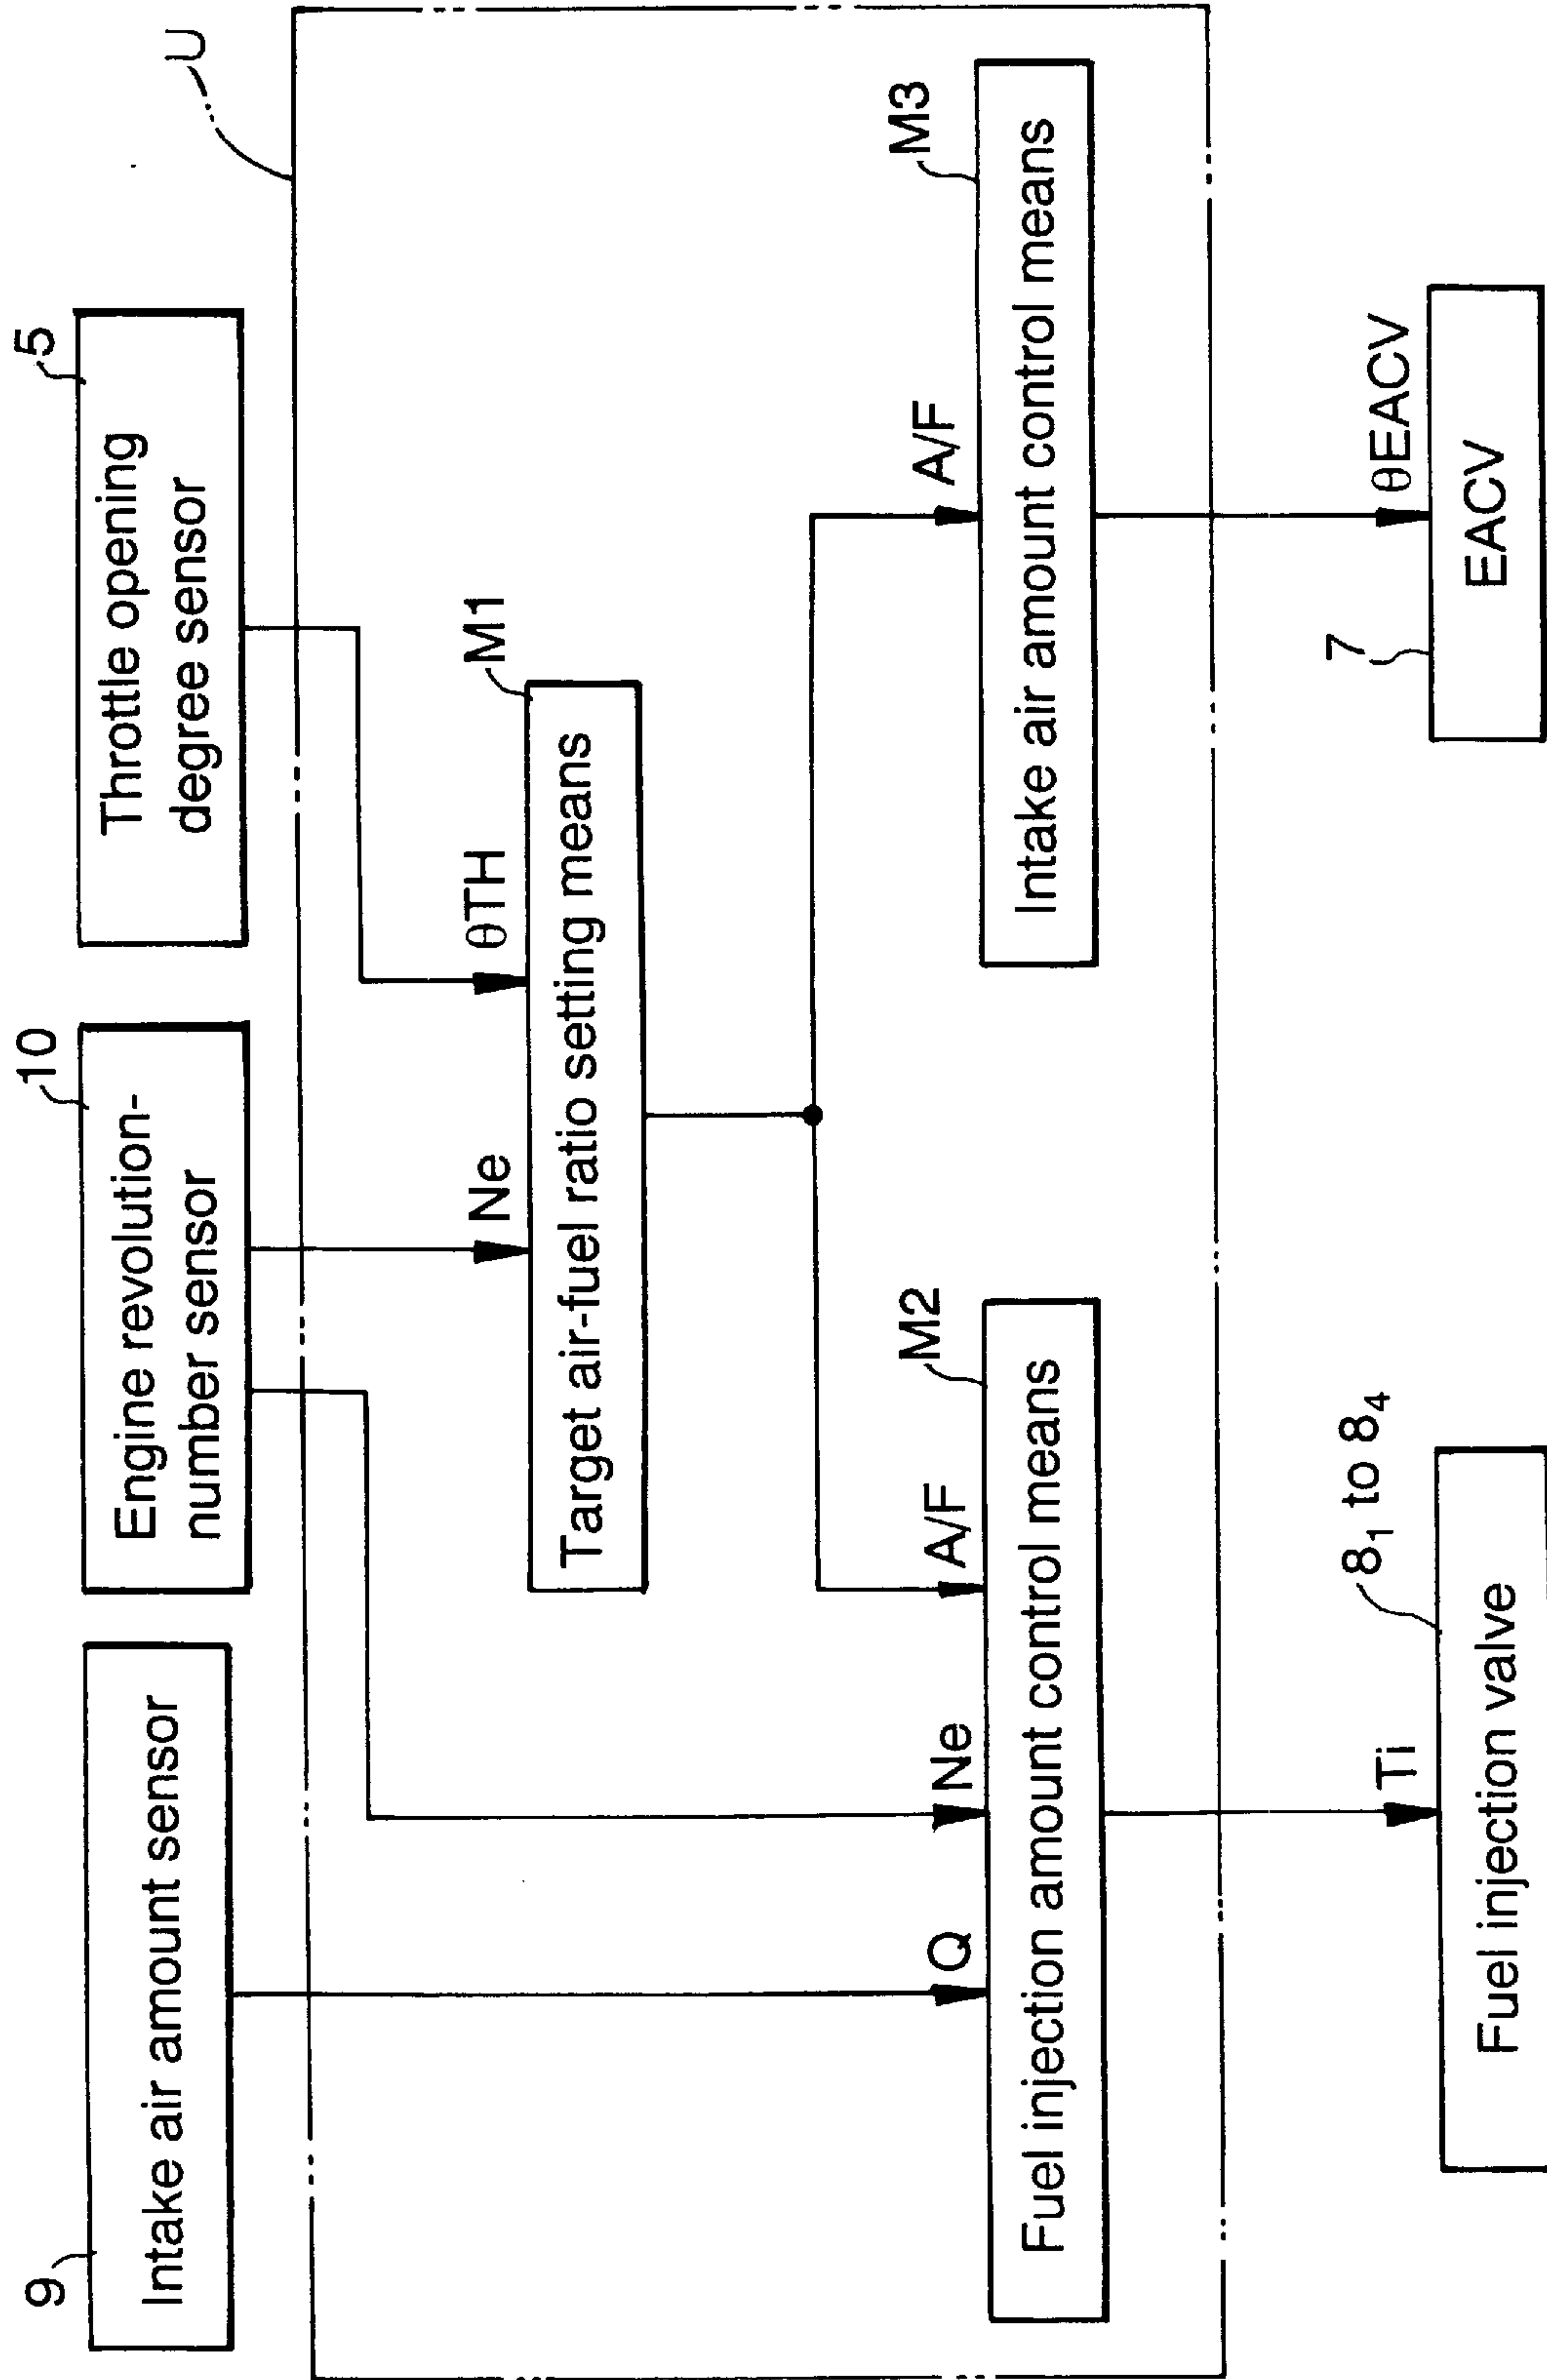 9
Intake air amount sensor
10
Engine revolution-
number sensor
5
Throttle opening
degree sensor
U
Ne
θTH
M1
Target air-fuel ratio setting means
Q
Ne
A/F
M2
Fuel injection amount control means
A/F
M3
Intake air amount control means
Ti
8₁ to 8₄
Fuel injection valve
7
θEACV
EACV